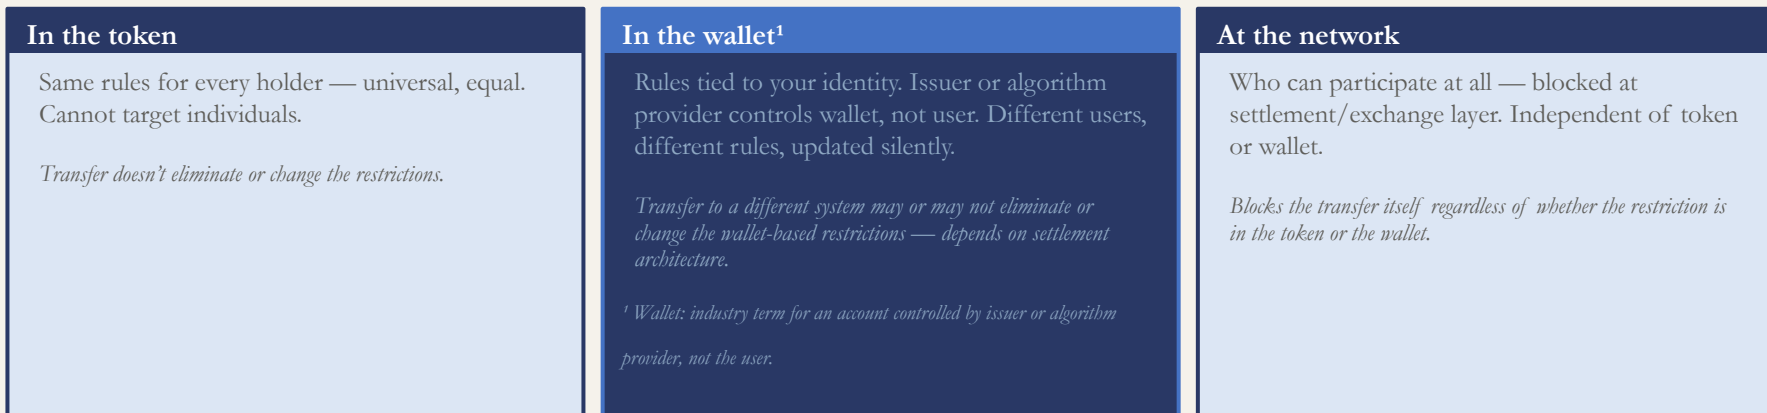 In the token
Same rules for every holder — universal, equal.
Cannot target individuals.
Transfer doesn’t eliminate or change the restrictions.
In the wallet¹
Rules tied to your identity. Issuer or algorithm
provider controls wallet, not user. Different users,
different rules, updated silently.
Transfer to a different system may or may not eliminate or
change the wallet-based restrictions — depends on settlement
architecture.
¹ Wallet: industry term for an account controlled by issuer or algorithm
provider, not the user.
At the network
Who can participate at all — blocked at
settlement/exchange layer. Independent of token
or wallet.
Blocks the transfer itself regardless of whether the restriction is
in the token or the wallet.